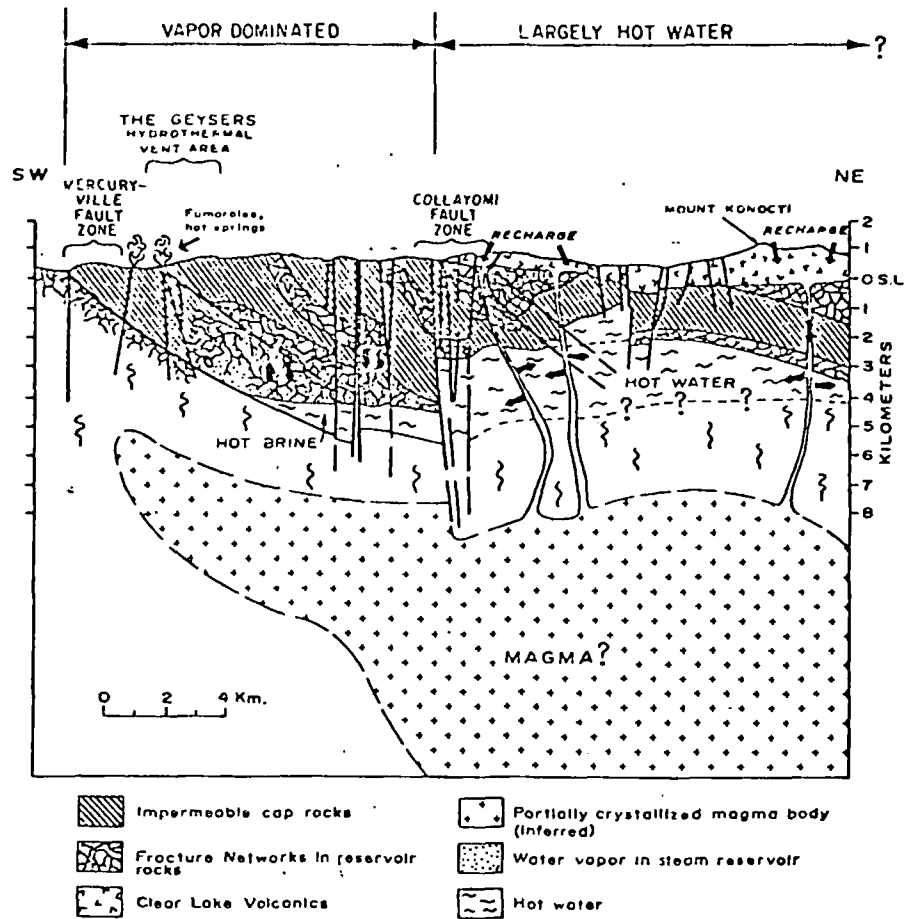 VAPOR DOMINATED
LARGELY HOT WATER
?
THE GEYSERS
HYDROTHERMAL
VENT AREA
SW
NE
MERCURY-
VILLE
FAULT
ZONE
Fumaroles,
hot springs
COLLAYOMI
FAULT
ZONE
RECHARGE
MOUNT KONOCTI
RECHARGE
2
1
0 S.L
1
2
3
4
5
6
7
8
KILOMETERS
HOT WATER
? ? ?
HOT BRINE
MAGMA?
0 2 4 Km.
Impermeable cap rocks
Fracture Networks in reservoir
rocks
Clear Lake Volcanics
Partially crystallized magma body
(inferred)
Water vapor in steam reservoir
Hot water